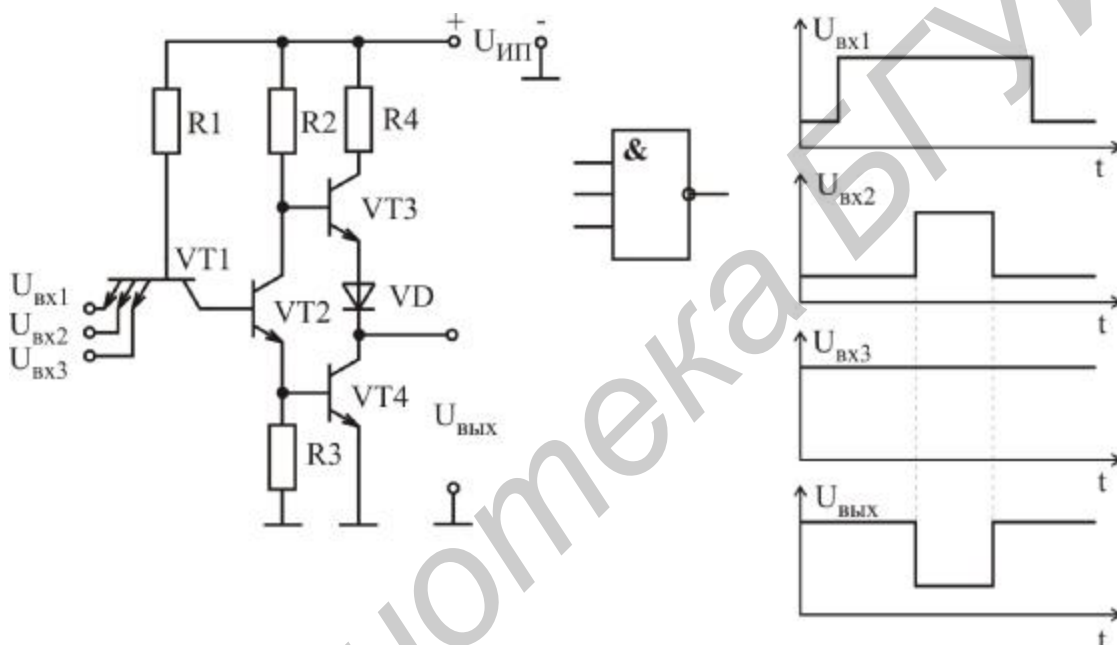 + U_ИП -
R1
R2
R4
VT3
VT1
U_вх1
U_вх2
U_вх3
VT2
VD
VT4
R3
U_вых
&
U_вх1
t
U_вх2
t
U_вх3
t
U_вых
t